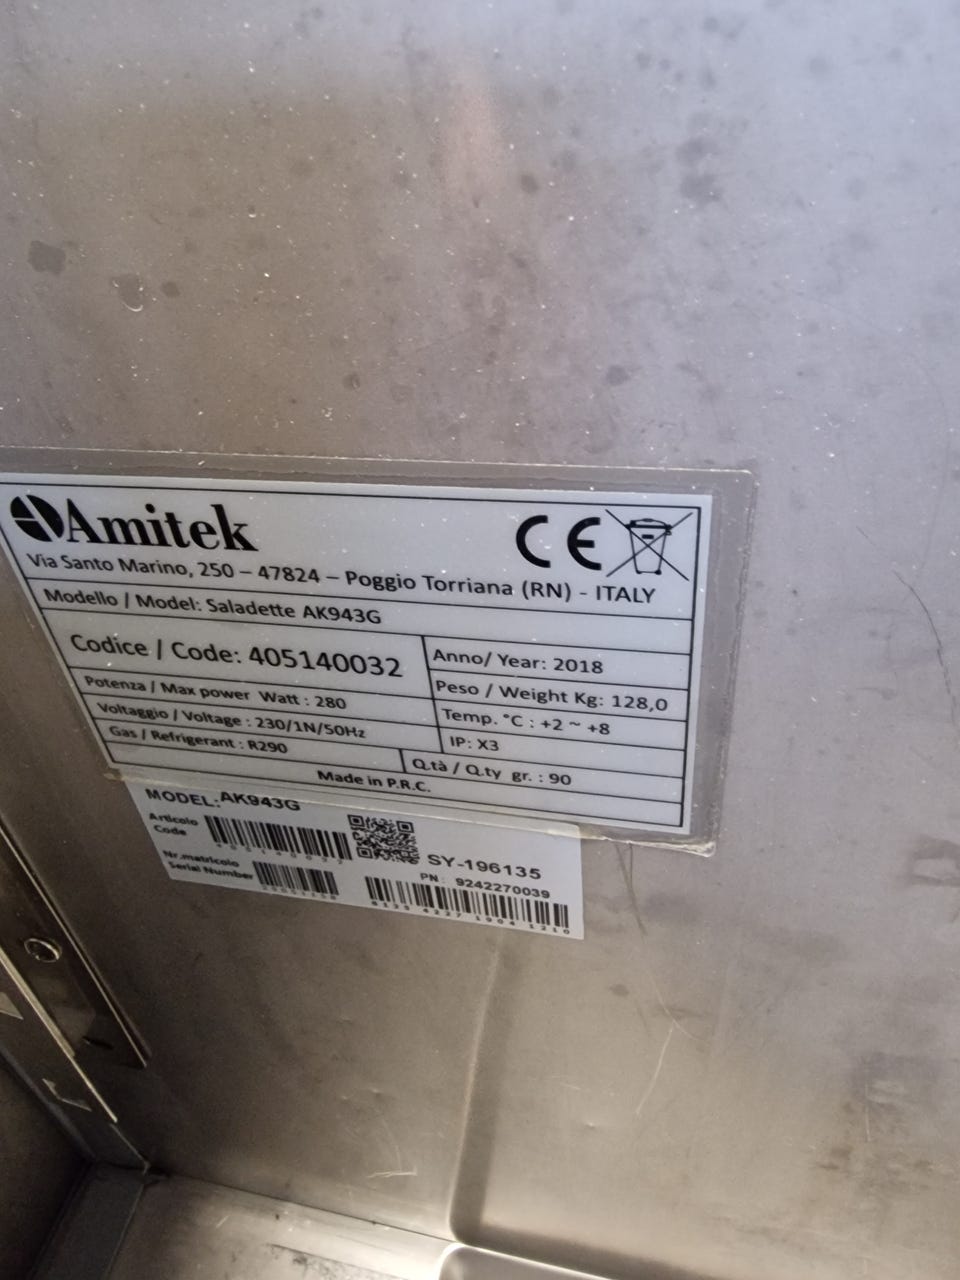 Amitek CE
Via Santo Marino, 250 – 47824 – Poggio Torriana (RN) - ITALY
Modello / Model: Saladette AK943G
Codice / Code: 405140032
Anno/ Year: 2018
Potenza / Max power Watt : 280
Peso / Weight Kg: 128,0
Voltaggio / Voltage : 230/1N/50Hz
Temp. °C : +2 ~ +8
Gas / Refrigerant : R290
IP: X3
Q.tà / Q.ty gr. : 90
Made in P.R.C.
MODEL: AK943G
Articolo
Code
SY-196135
Nr.matricolo
Serial Number
PN: 9242270039